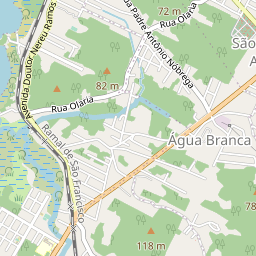 72 m
Rua Olaria
Rua Padre Antônio Nóbrega
São
Avenida Doutor Nereu Ramos
82 m
Rua Olaria
Água Branca
Ramal de São Francisco
118 m